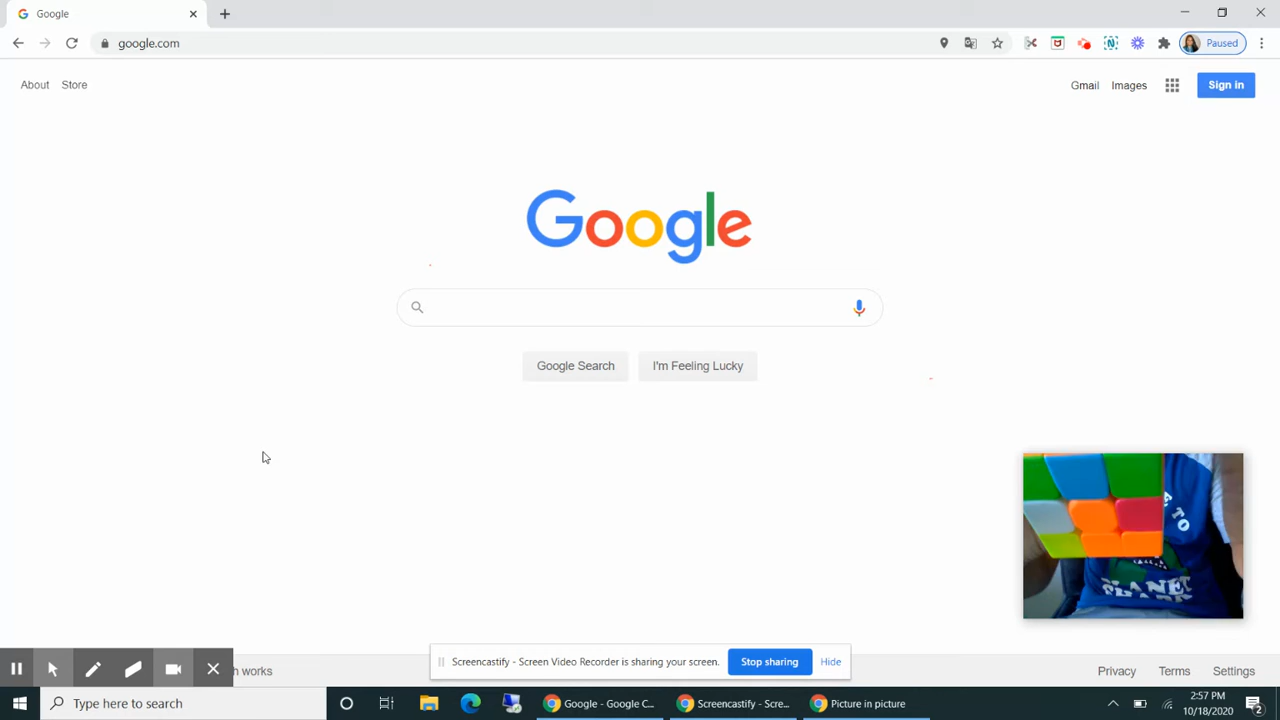 Google
google.com
Paused
About Store
Gmail Images Sign in
Google
Google Search I'm Feeling Lucky
A TO
PLANET
Screencastify - Screen Video Recorder is sharing your screen. Stop sharing Hide
h works
Privacy Terms Settings
Type here to search
Google - Google C...
Screencastify - Scre...
Picture in picture
2:57 PM
10/18/2020
2